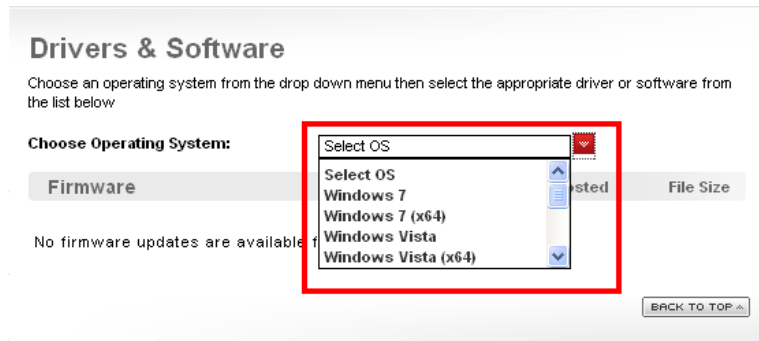 Drivers & Software
Choose an operating system from the drop down menu then select the appropriate driver or software from
the list below
Choose Operating System:
Select OS
Select OS
Windows 7
Windows 7 (x64)
Windows Vista
Windows Vista (x64)
Firmware File Size
No firmware updates are available
BACK TO TOP